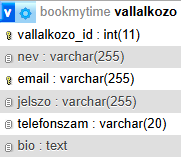 v bookmytime vallalkozo
vallalkozo_id : int(11)
nev : varchar(255)
email : varchar(255)
jelszo : varchar(255)
telefonszam : varchar(20)
bio : text